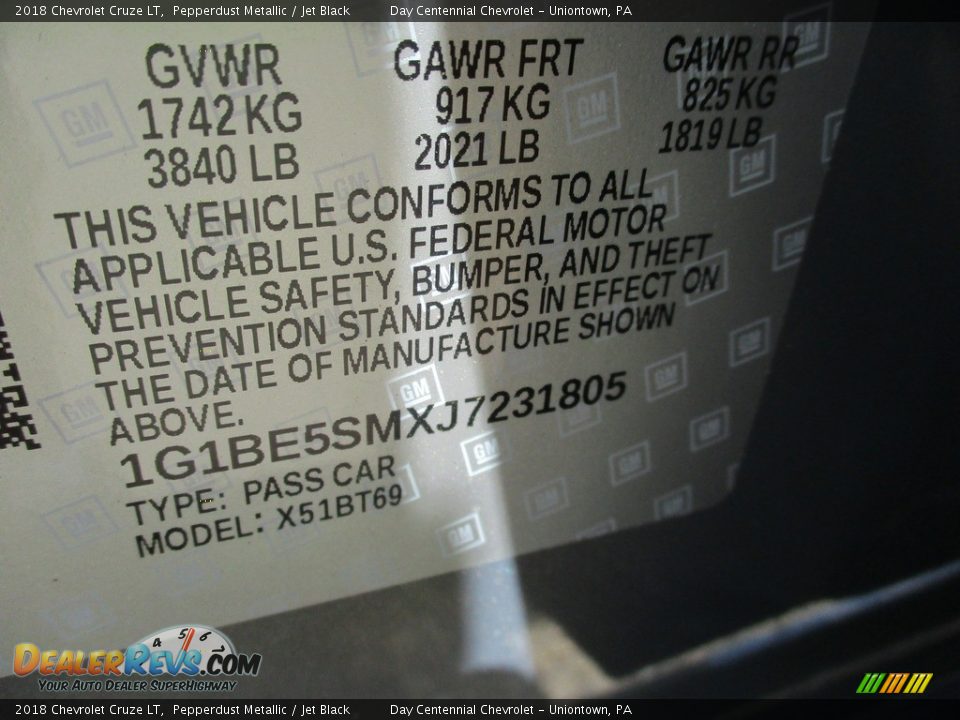 2018 Chevrolet Cruze LT, Pepperdust Metallic / Jet Black Day Centennial Chevrolet – Uniontown, PA
GVWR GAWR FRT GAWR RR
1742 KG 917 KG 825 KG
3840 LB 2021 LB 1819 LB
THIS VEHICLE CONFORMS TO ALL
APPLICABLE U.S. FEDERAL MOTOR
VEHICLE SAFETY, BUMPER, AND THEFT
PREVENTION STANDARDS IN EFFECT ON
THE DATE OF MANUFACTURE SHOWN
ABOVE.
1G1BE5SMXJ7231805
TYPE: PASS CAR
MODEL: X51BT69
GM
4 5 6
DEALERREVS.COM
YOUR AUTO DEALER SUPERHIGHWAY
2018 Chevrolet Cruze LT, Pepperdust Metallic / Jet Black Day Centennial Chevrolet – Uniontown, PA